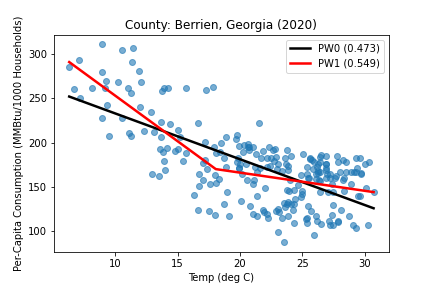 County: Berrien, Georgia (2020)
PW0 (0.473)
PW1 (0.549)
Per-Capita Consumption (MMBtu/1000 Households)
300
250
200
150
100
10 15 20 25 30
Temp (deg C)